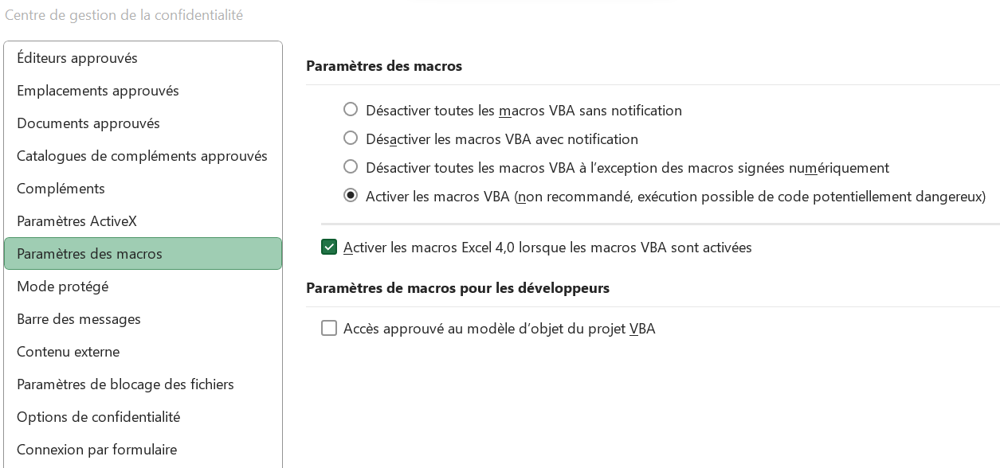 Centre de gestion de la confidentialité
Éditeurs approuvés
Emplacements approuvés
Documents approuvés
Catalogues de compléments approuvés
Compléments
Paramètres ActiveX
Paramètres des macros
Mode protégé
Barre des messages
Contenu externe
Paramètres de blocage des fichiers
Options de confidentialité
Connexion par formulaire
Paramètres des macros
Désactiver toutes les macros VBA sans notification
Désactiver les macros VBA avec notification
Désactiver toutes les macros VBA à l’exception des macros signées numériquement
Activer les macros VBA (non recommandé, exécution possible de code potentiellement dangereux)
Activer les macros Excel 4,0 lorsque les macros VBA sont activées
Paramètres de macros pour les développeurs
Accès approuvé au modèle d’objet du projet VBA